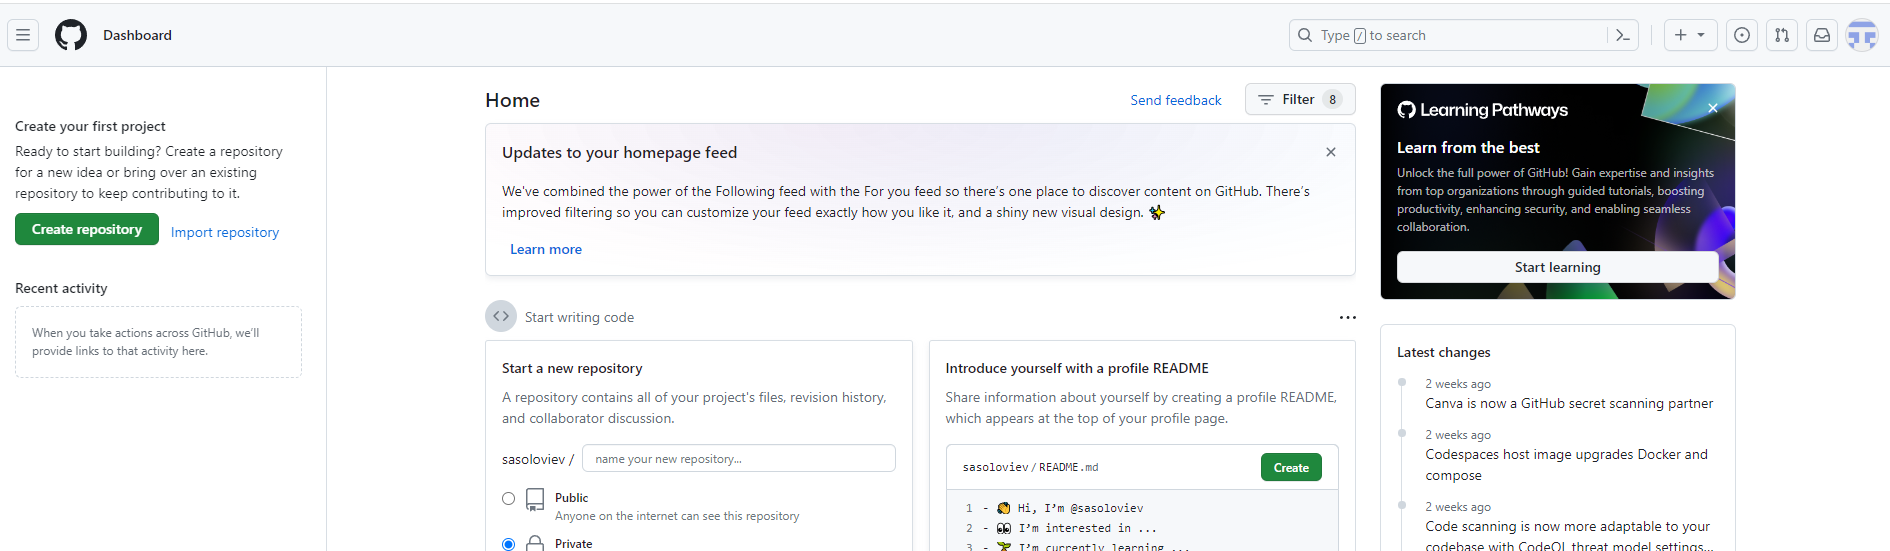 Dashboard
Type / to search
Create your first project
Ready to start building? Create a repository
for a new idea or bring over an existing
repository to keep contributing to it.
Create repository
Import repository
Recent activity
When you take actions across GitHub, we'll
provide links to that activity here.
Home
Send feedback
Filter 8
Updates to your homepage feed
We've combined the power of the Following feed with the For you feed so there's one place to discover content on GitHub. There's
improved filtering so you can customize your feed exactly how you like it, and a shiny new visual design. ✨
Learn more
Start writing code
Start a new repository
A repository contains all of your project's files, revision history,
and collaborator discussion.
sasoloviev /
name your new repository...
Public
Anyone on the internet can see this repository
Private
Introduce yourself with a profile README
Share information about yourself by creating a profile README,
which appears at the top of your profile page.
sasoloviev / README.md
Create
1 - 👋 Hi, I'm @sasoloviev
2 - 👀 I'm interested in ...
3 - 🌱 I'm currently learning ...
Learning Pathways
Learn from the best
Unlock the full power of GitHub! Gain expertise and insights
from top organizations through guided tutorials, boosting
productivity, enhancing security, and enabling seamless
collaboration.
Start learning
Latest changes
2 weeks ago
Canva is now a GitHub secret scanning partner
2 weeks ago
Codespaces host image upgrades Docker and
compose
2 weeks ago
Code scanning is now more adaptable to your
codebase with CodeQL threat model settings...